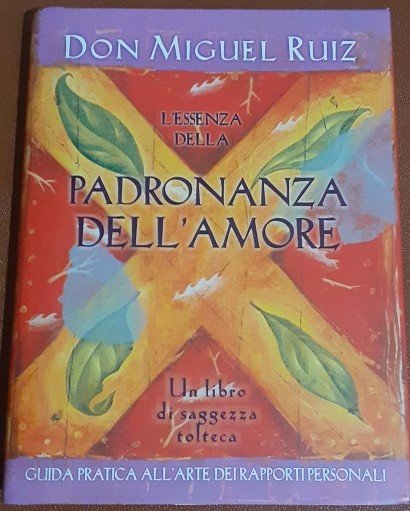 DON MIGUEL RUIZ
L'ESSENZA
DELLA
PADRONANZA
DELL'AMORE
Un libro
di saggezza
tolteca
GUIDA PRATICA ALL'ARTE DEI RAPPORTI PERSONALI